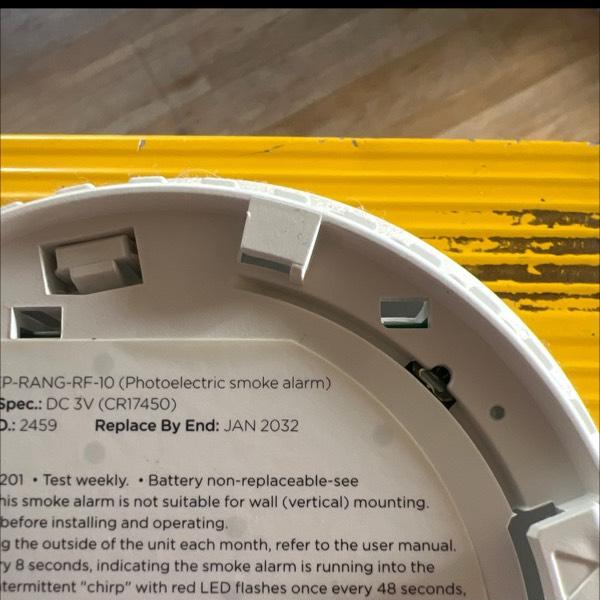 P-RANG-RF-10 (Photoelectric smoke alarm)
Spec.: DC 3V (CR17450)
D.: 2459 Replace By End: JAN 2032
201 • Test weekly. • Battery non-replaceable-see
his smoke alarm is not suitable for wall (vertical) mounting.
before installing and operating.
g the outside of the unit each month, refer to the user manual.
ry 8 seconds, indicating the smoke alarm is running into the
termittent "chirp" with red LED flashes once every 48 seconds,